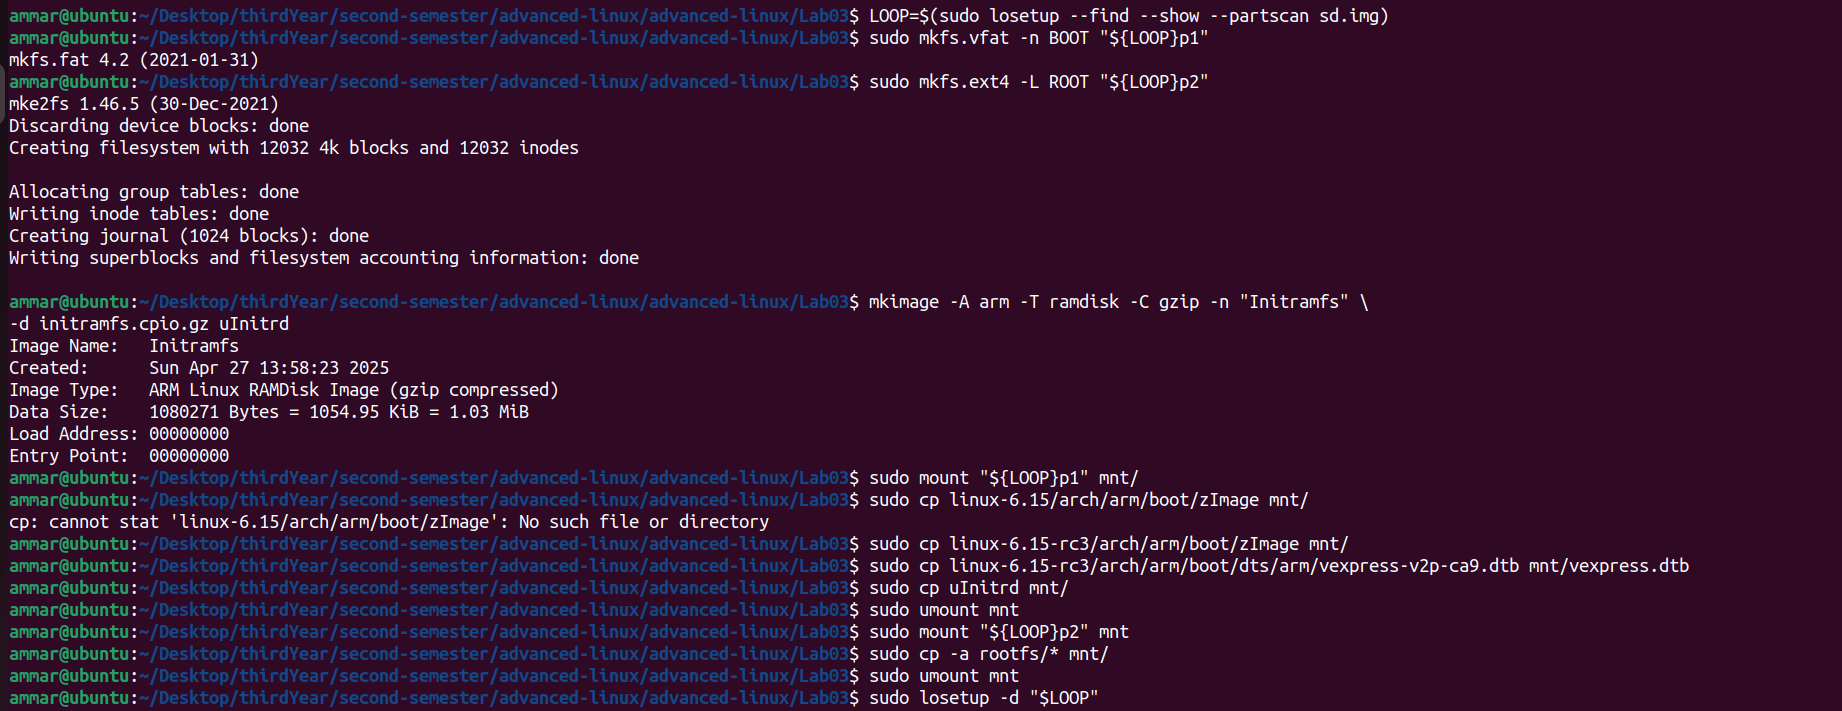 ammar@ubuntu:~/Desktop/thirdYear/second-semester/advanced-linux/advanced-linux/Lab03$ LOOP=$(sudo losetup --find --show --partscan sd.img)
ammar@ubuntu:~/Desktop/thirdYear/second-semester/advanced-linux/advanced-linux/Lab03$ sudo mkfs.vfat -n BOOT "${LOOP}p1"
mkfs.fat 4.2 (2021-01-31)
ammar@ubuntu:~/Desktop/thirdYear/second-semester/advanced-linux/advanced-linux/Lab03$ sudo mkfs.ext4 -L ROOT "${LOOP}p2"
mke2fs 1.46.5 (30-Dec-2021)
Discarding device blocks: done
Creating filesystem with 12032 4k blocks and 12032 inodes

Allocating group tables: done
Writing inode tables: done
Creating journal (1024 blocks): done
Writing superblocks and filesystem accounting information: done

ammar@ubuntu:~/Desktop/thirdYear/second-semester/advanced-linux/advanced-linux/Lab03$ mkimage -A arm -T ramdisk -C gzip -n "Initramfs" \
-d initramfs.cpio.gz uInitrd
Image Name:   Initramfs
Created:      Sun Apr 27 13:58:23 2025
Image Type:   ARM Linux RAMDisk Image (gzip compressed)
Data Size:    1080271 Bytes = 1054.95 KiB = 1.03 MiB
Load Address: 00000000
Entry Point:  00000000
ammar@ubuntu:~/Desktop/thirdYear/second-semester/advanced-linux/advanced-linux/Lab03$ sudo mount "${LOOP}p1" mnt/
ammar@ubuntu:~/Desktop/thirdYear/second-semester/advanced-linux/advanced-linux/Lab03$ sudo cp linux-6.15/arch/arm/boot/zImage mnt/
cp: cannot stat 'linux-6.15/arch/arm/boot/zImage': No such file or directory
ammar@ubuntu:~/Desktop/thirdYear/second-semester/advanced-linux/advanced-linux/Lab03$ sudo cp linux-6.15-rc3/arch/arm/boot/zImage mnt/
ammar@ubuntu:~/Desktop/thirdYear/second-semester/advanced-linux/advanced-linux/Lab03$ sudo cp linux-6.15-rc3/arch/arm/boot/dts/arm/vexpress-v2p-ca9.dtb mnt/vexpress.dtb
ammar@ubuntu:~/Desktop/thirdYear/second-semester/advanced-linux/advanced-linux/Lab03$ sudo cp uInitrd mnt/
ammar@ubuntu:~/Desktop/thirdYear/second-semester/advanced-linux/advanced-linux/Lab03$ sudo umount mnt
ammar@ubuntu:~/Desktop/thirdYear/second-semester/advanced-linux/advanced-linux/Lab03$ sudo mount "${LOOP}p2" mnt
ammar@ubuntu:~/Desktop/thirdYear/second-semester/advanced-linux/advanced-linux/Lab03$ sudo cp -a rootfs/* mnt/
ammar@ubuntu:~/Desktop/thirdYear/second-semester/advanced-linux/advanced-linux/Lab03$ sudo umount mnt
ammar@ubuntu:~/Desktop/thirdYear/second-semester/advanced-linux/advanced-linux/Lab03$ sudo losetup -d "$LOOP"